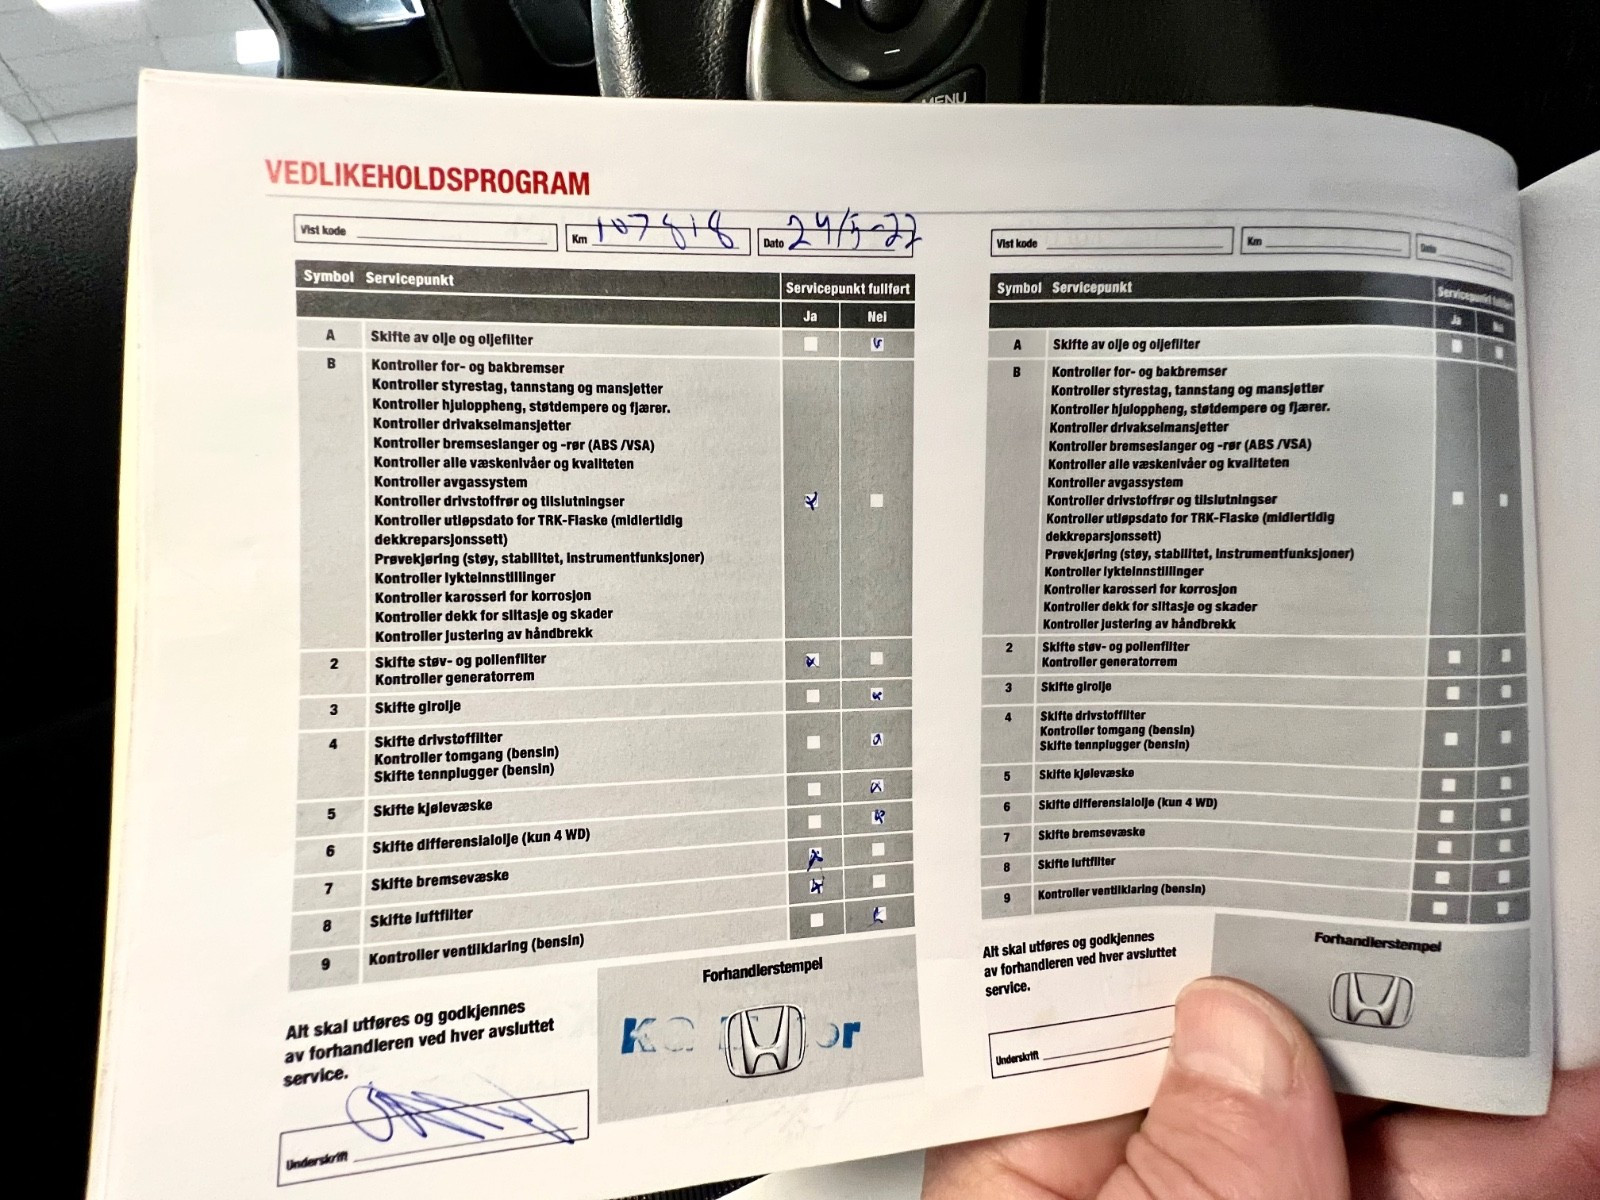 MENU
VEDLIKEHOLDSPROGRAM
Vist kode
Km 107818
Dato 24/5-22
Symbol Servicepunkt Servicepunkt fullført
Ja Nei
A Skifte av olje og oljefilter
B Kontroller for- og bakbremser
Kontroller styrestag, tannstang og mansjetter
Kontroller hjuloppheng, støtdempere og fjærer.
Kontroller drivakselmansjetter
Kontroller bremseslanger og -rør (ABS /VSA)
Kontroller alle væskenivåer og kvaliteten
Kontroller avgassystem
Kontroller drivstoffrør og tilslutninger
Kontroller utløpsdato for TRK-Flaske (midlertidig
dekkreparsjonssett)
Prøvekjøring (støy, stabilitet, instrumentfunksjoner)
Kontroller lykteinnstillinger
Kontroller karosseri for korrosjon
Kontroller dekk for slitasje og skader
Kontroller justering av håndbrekk
2 Skifte støv- og pollenfilter
Kontroller generatorrem
3 Skifte girolje
4 Skifte drivstoffilter
Kontroller tomgang (bensin)
Skifte tennplugger (bensin)
5 Skifte kjølevæske
6 Skifte differensialolje (kun 4 WD)
7 Skifte bremsevæske
8 Skifte luftfilter
9 Kontroller ventilklaring (bensin)
Alt skal utføres og godkjennes
av forhandleren ved hver avsluttet
service.
Underskrift
Forhandlerstempel
Vist kode
Km
Dato
Symbol Servicepunkt Servicepunkt fullført
Ja Nei
A Skifte av olje og oljefilter
B Kontroller for- og bakbremser
Kontroller styrestag, tannstang og mansjetter
Kontroller hjuloppheng, støtdempere og fjærer.
Kontroller drivakselmansjetter
Kontroller bremseslanger og -rør (ABS /VSA)
Kontroller alle væskenivåer og kvaliteten
Kontroller avgassystem
Kontroller drivstoffrør og tilslutninger
Kontroller utløpsdato for TRK-Flaske (midlertidig
dekkreparsjonssett)
Prøvekjøring (støy, stabilitet, instrumentfunksjoner)
Kontroller lykteinnstillinger
Kontroller karosseri for korrosjon
Kontroller dekk for slitasje og skader
Kontroller justering av håndbrekk
2 Skifte støv- og pollenfilter
Kontroller generatorrem
3 Skifte girolje
4 Skifte drivstoffilter
Kontroller tomgang (bensin)
Skifte tennplugger (bensin)
5 Skifte kjølevæske
6 Skifte differensialolje (kun 4 WD)
7 Skifte bremsevæske
8 Skifte luftfilter
9 Kontroller ventilklaring (bensin)
Alt skal utføres og godkjennes
av forhandleren ved hver avsluttet
service.
Underskrift
Forhandlerstempel